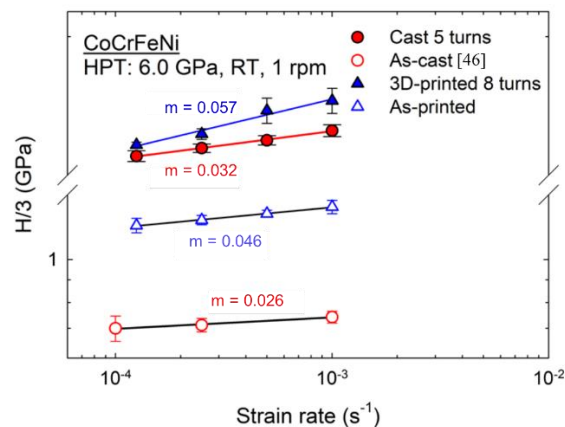 CoCrFeNi
HPT: 6.0 GPa, RT, 1 rpm
Cast 5 turns
As-cast [46]
3D-printed 8 turns
As-printed
m = 0.057
m = 0.032
m = 0.046
m = 0.026
H/3 (GPa)
1
10⁻⁴
10⁻³
10⁻²
Strain rate (s⁻¹)